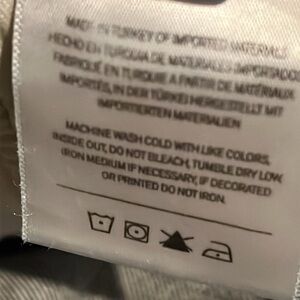 MADE IN TURKEY OF IMPORTED MATERIALS
HECHO EN TURQUIA DE MATERIALES IMPORTADO
FABRIQUÉ EN TURQUIE A PARTIR DE MATÉRIAUX
IMPORTÉS, IN DER TÜRKEI HERGESTELLT MIT
IMPORTIERTEN MATERIALIEN
MACHINE WASH COLD WITH LIKE COLORS,
INSIDE OUT, DO NOT BLEACH, TUMBLE DRY LOW,
IRON MEDIUM IF NECESSARY, IF DECORATED
OR PRINTED DO NOT IRON.